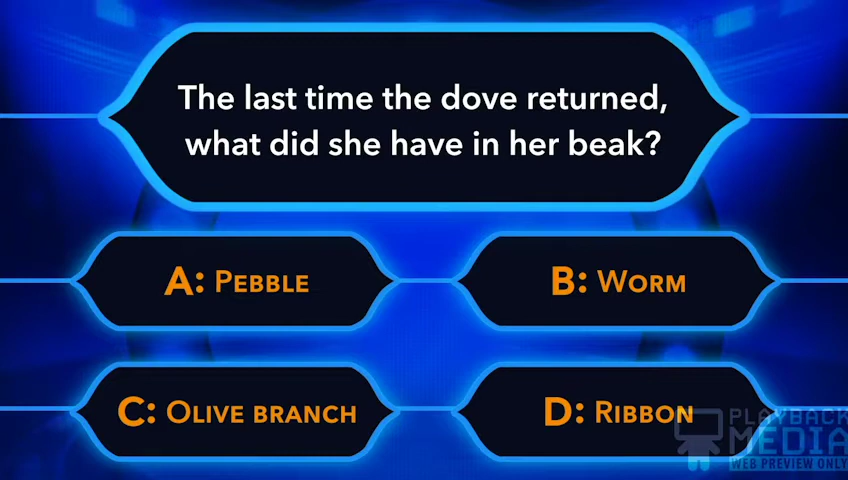 The last time the dove returned,
what did she have in her beak?
A: Pebble
B: Worm
C: Olive branch
D: Ribbon
PLAYBACK
MEDIA
WEB PREVIEW ONLY